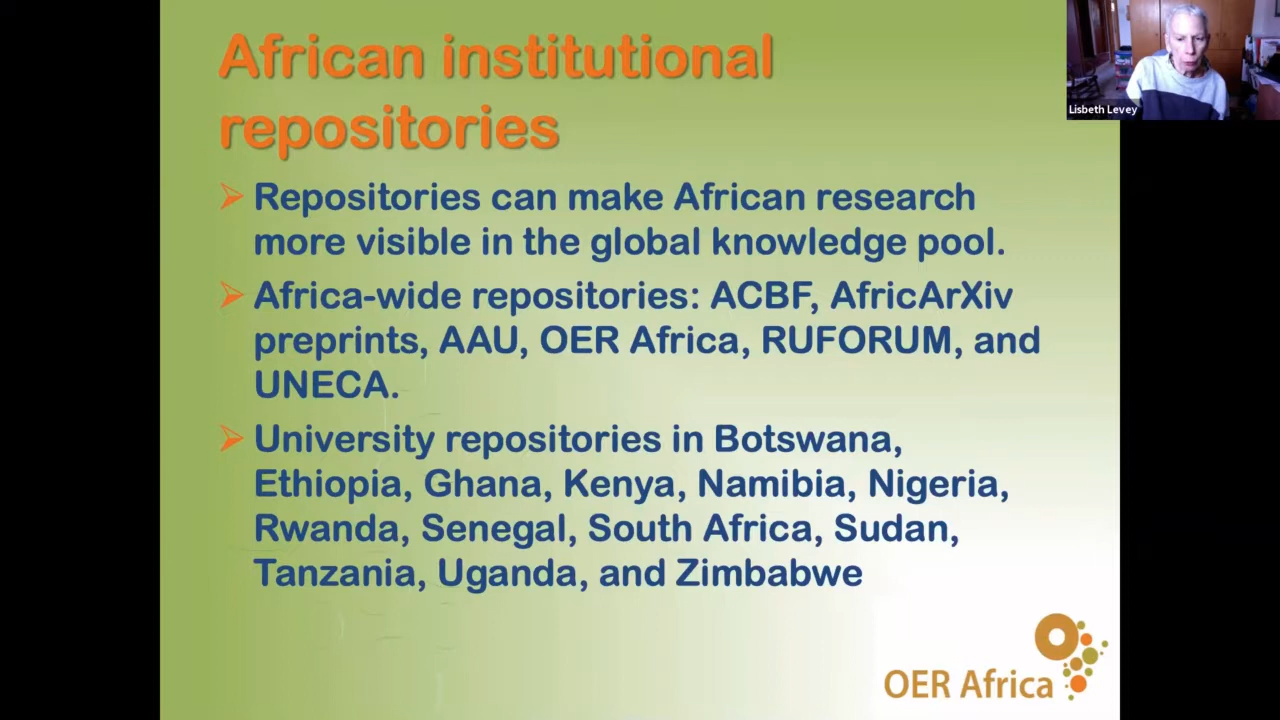 African institutional
repositories
Repositories can make African research
more visible in the global knowledge pool.
Africa-wide repositories: ACBF, AfricArXiv
preprints, AAU, OER Africa, RUFORUM, and
UNECA.
University repositories in Botswana,
Ethiopia, Ghana, Kenya, Namibia, Nigeria,
Rwanda, Senegal, South Africa, Sudan,
Tanzania, Uganda, and Zimbabwe
OER Africa
Lisbeth Levey